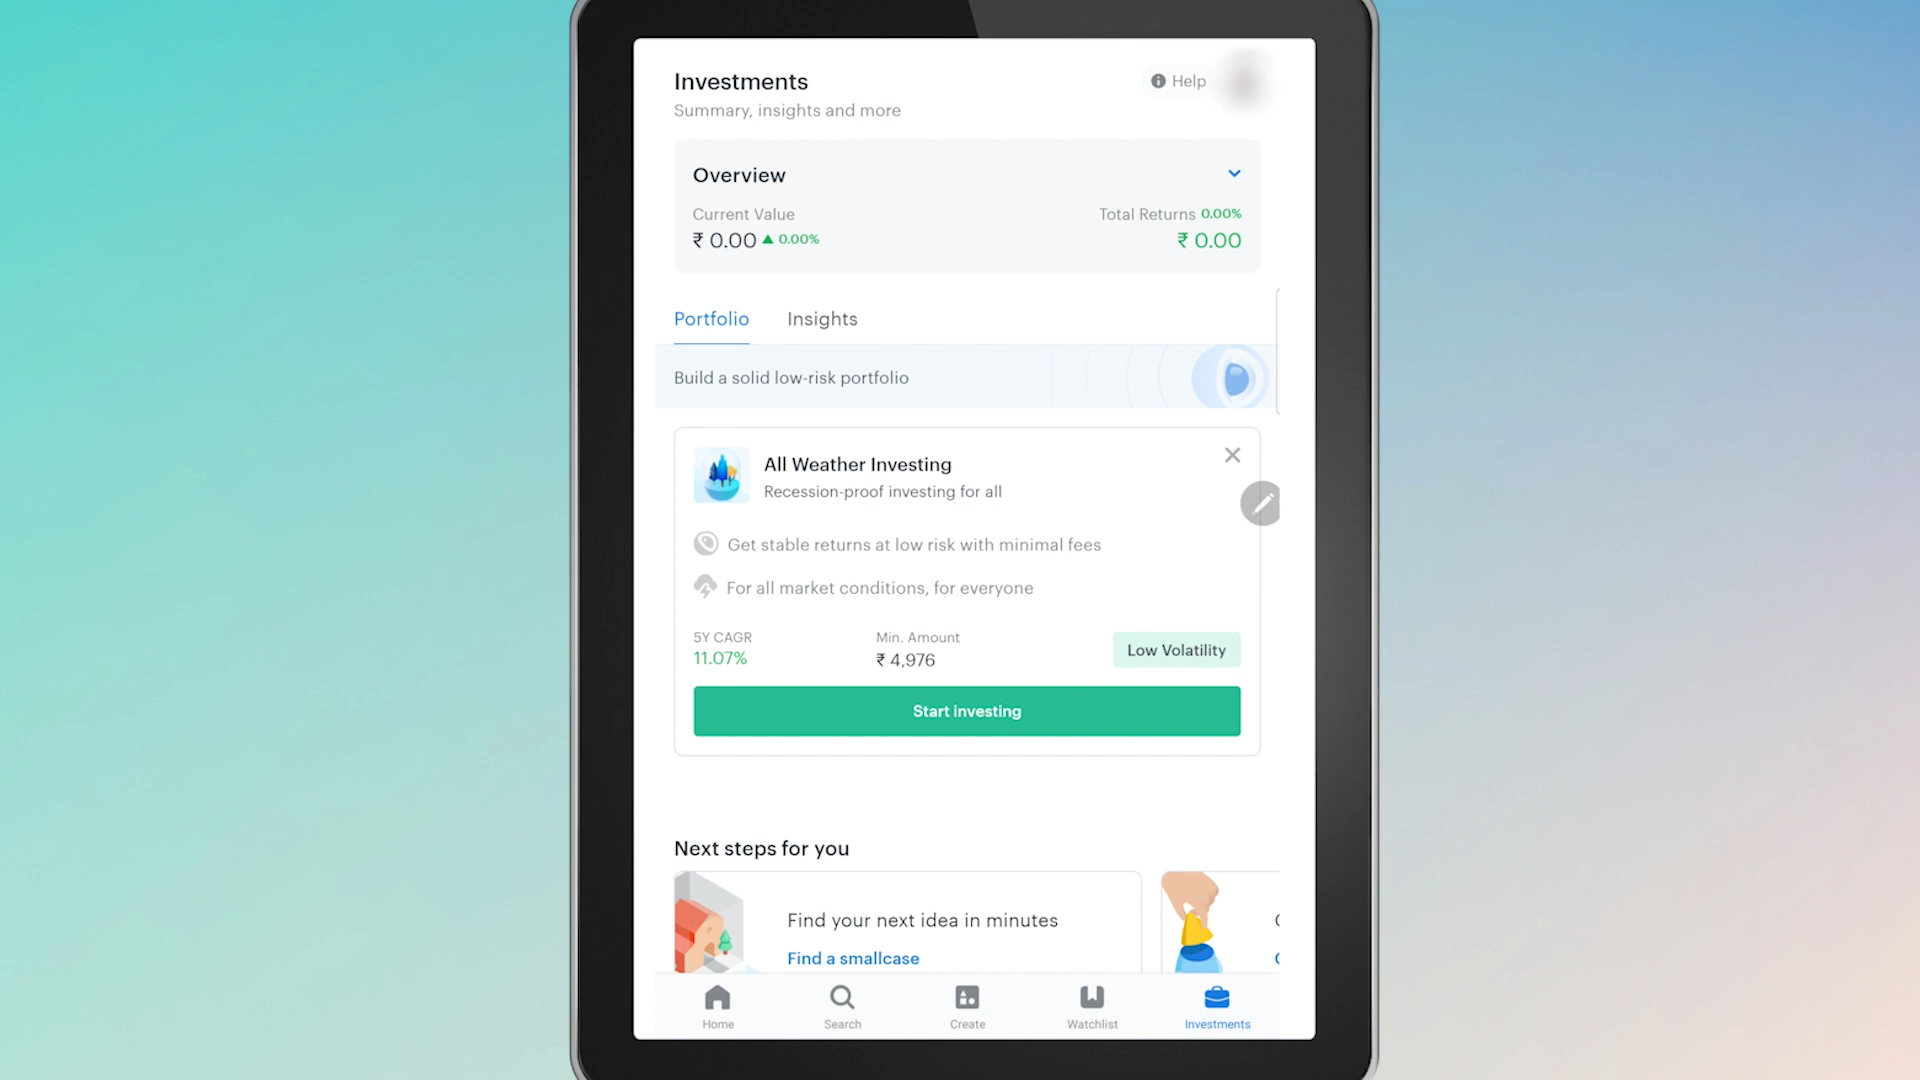 Investments
Help
Summary, insights and more
Overview
Current Value
Total Returns 0.00%
₹ 0.00 ▲ 0.00%
₹ 0.00
Portfolio
Insights
Build a solid low-risk portfolio
All Weather Investing
Recession-proof investing for all
Get stable returns at low risk with minimal fees
For all market conditions, for everyone
5Y CAGR
11.07%
Min. Amount
₹ 4,976
Low Volatility
Start investing
Next steps for you
Find your next idea in minutes
Find a smallcase
Home
Search
Create
Watchlist
Investments